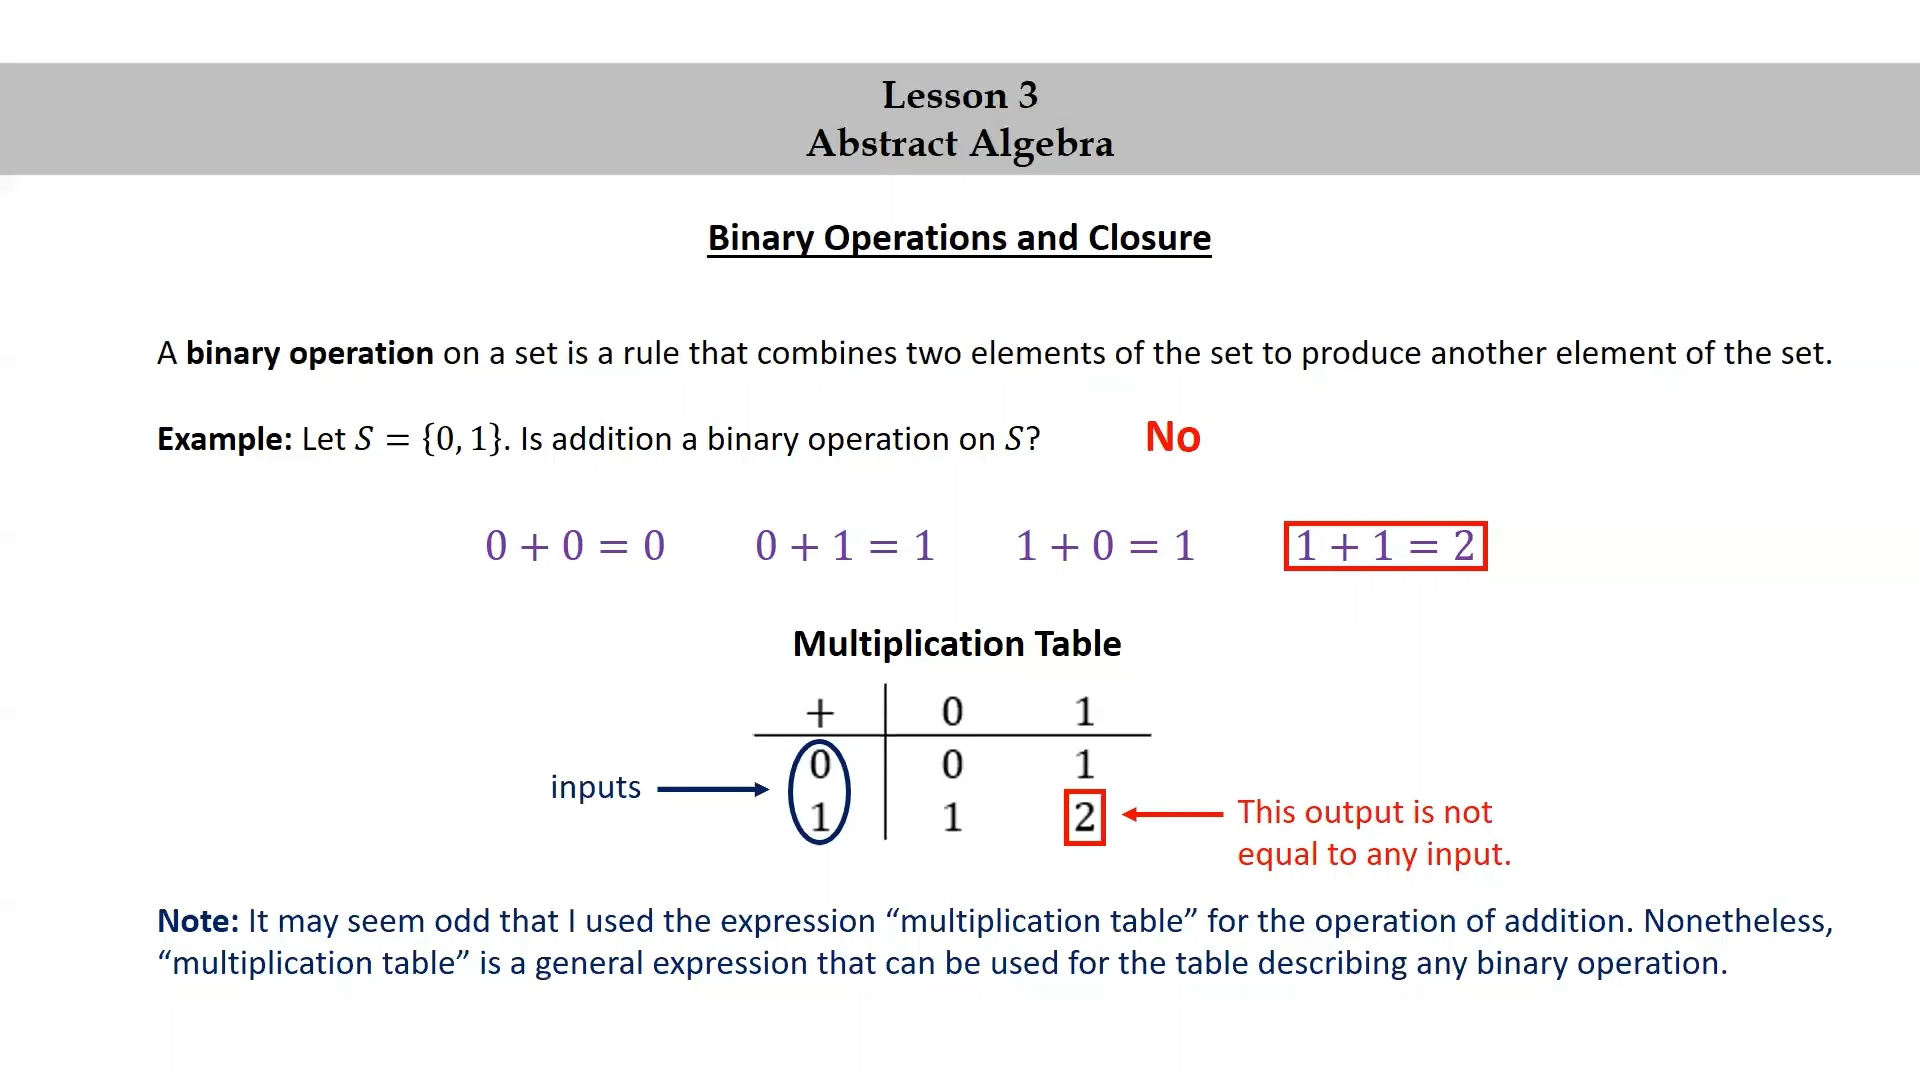 Lesson 3
Abstract Algebra
Binary Operations and Closure
A binary operation on a set is a rule that combines two elements of the set to produce another element of the set.
Example: Let 𝑆 = {0, 1}. Is addition a binary operation on 𝑆? No
0 + 0 = 0 0 + 1 = 1 1 + 0 = 1 1 + 1 = 2
Multiplication Table
+ 0 1
0 0 1
inputs
1 1 2
This output is not
equal to any input.
Note: It may seem odd that I used the expression “multiplication table” for the operation of addition. Nonetheless,
“multiplication table” is a general expression that can be used for the table describing any binary operation.